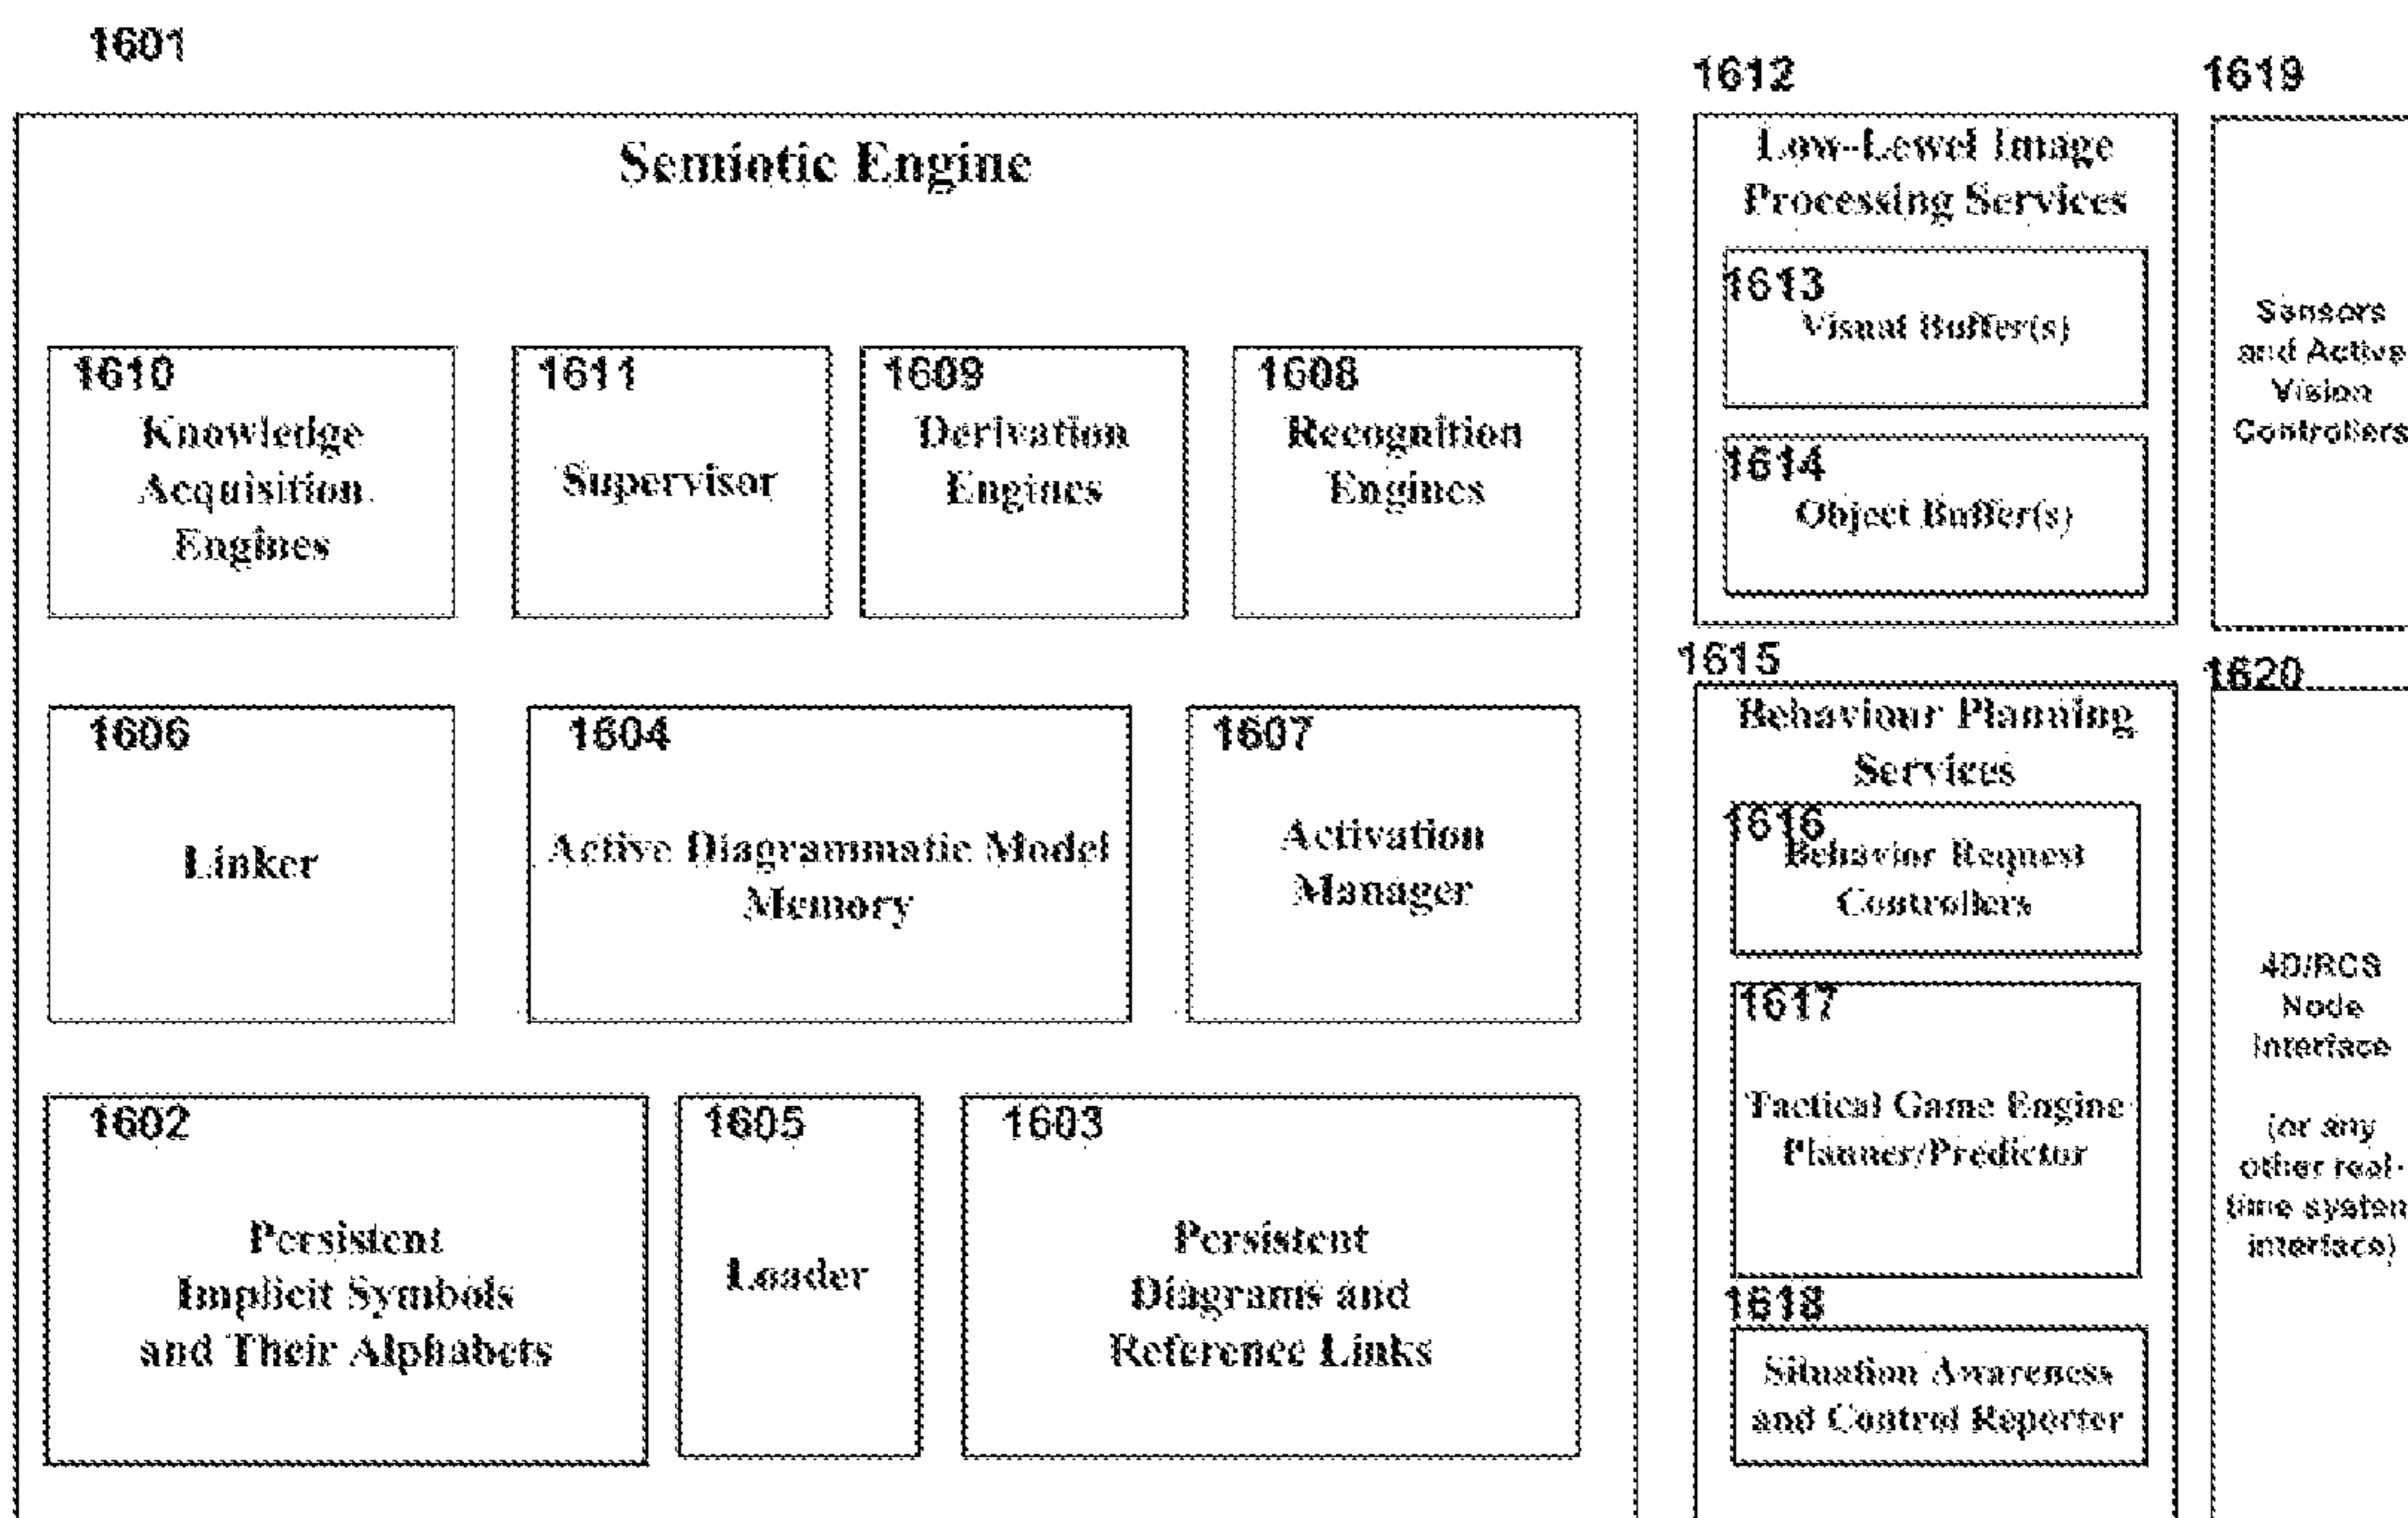 1601
Semiotic Engine
1610
Knowledge
Acquisition
Engines
1611
Supervisor
1609
Derivation
Engines
1608
Recognition
Engines
1606
Linker
1604
Active Diagrammatic Model
Memory
1607
Activation
Manager
1602
Persistent
Implicit Symbols
and Their Alphabets
1605
Loader
1603
Persistent
Diagrams and
Reference Links
1612
Low-Lewel Image
Processing Services
1613
Visual Buffer(s)
1614
Object Buffer(s)
1615
Behaviour Planning
Services
1616
Behavior Request
Controllers
1617
Tactical Game Engine
Planner/Predictor
1618
Situation Awareness
and Control Reporter
1619
Sensors
and Active
Vision
Controllers
1620
4D/RCS
Node
Interface
(or any
other real-
time system
interface)